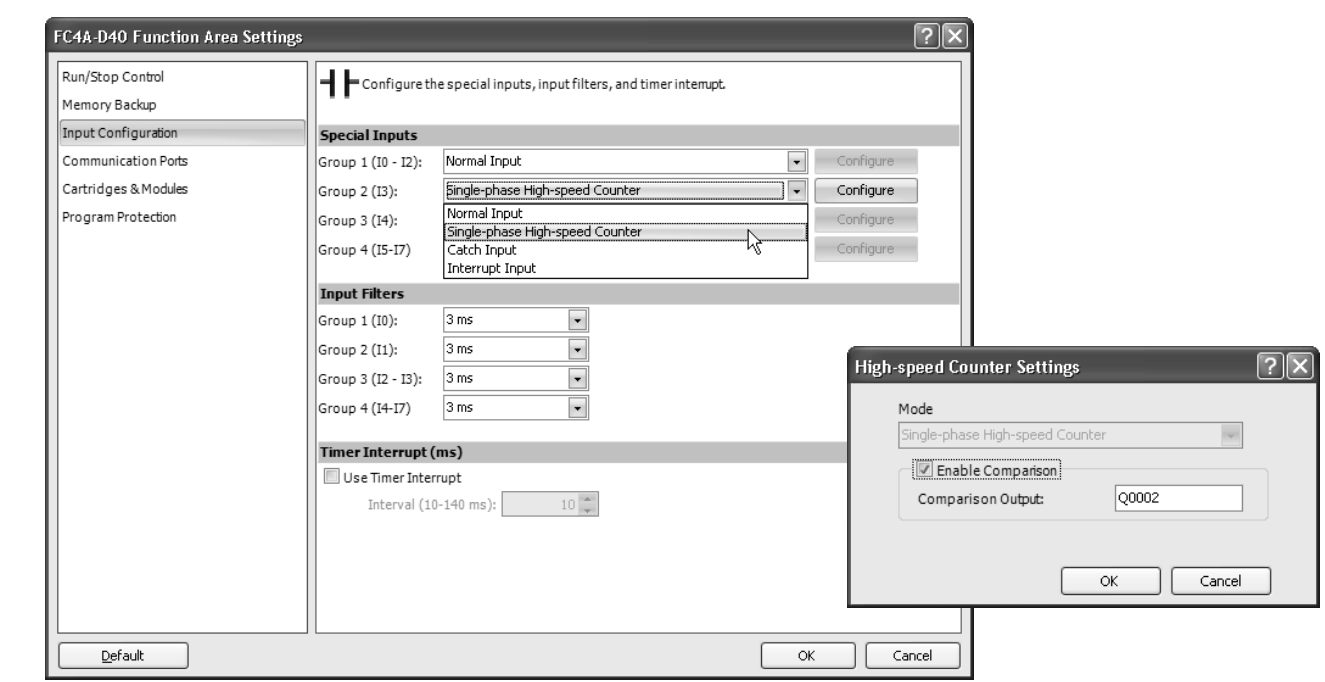 FC4A-D40 Function Area Settings
Run/Stop Control
Memory Backup
Input Configuration
Communication Ports
Cartridges & Modules
Program Protection
Configure the special inputs, input filters, and timer interrupt.
Special Inputs
Group 1 (I0 - I2): Normal Input Configure
Group 2 (I3): Single-phase High-speed Counter Configure
Normal Input
Group 3 (I4): Configure
Single-phase High-speed Counter
Group 4 (I5-I7) Catch Input Configure
Interrupt Input
Input Filters
Group 1 (I0): 3 ms
Group 2 (I1): 3 ms
Group 3 (I2 - I3): 3 ms
Group 4 (I4-I7) 3 ms
Timer Interrupt (ms)
Use Timer Interrupt
Interval (10-140 ms): 10
Default OK Cancel
High-speed Counter Settings
Mode
Single-phase High-speed Counter
Enable Comparison
Comparison Output: Q0002
OK Cancel